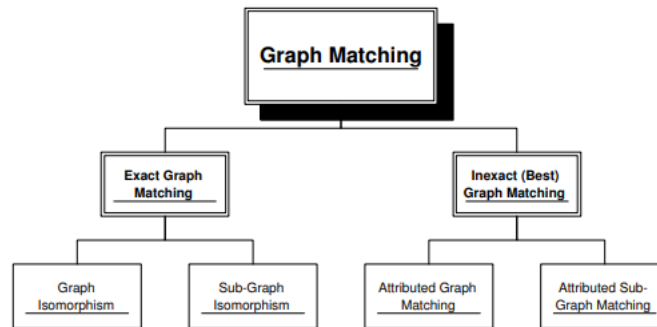 Graph Matching
Exact Graph
Matching
Inexact (Best)
Graph Matching
Graph
Isomorphism
Sub-Graph
Isomorphism
Attributed Graph
Matching
Attributed Sub-
Graph Matching